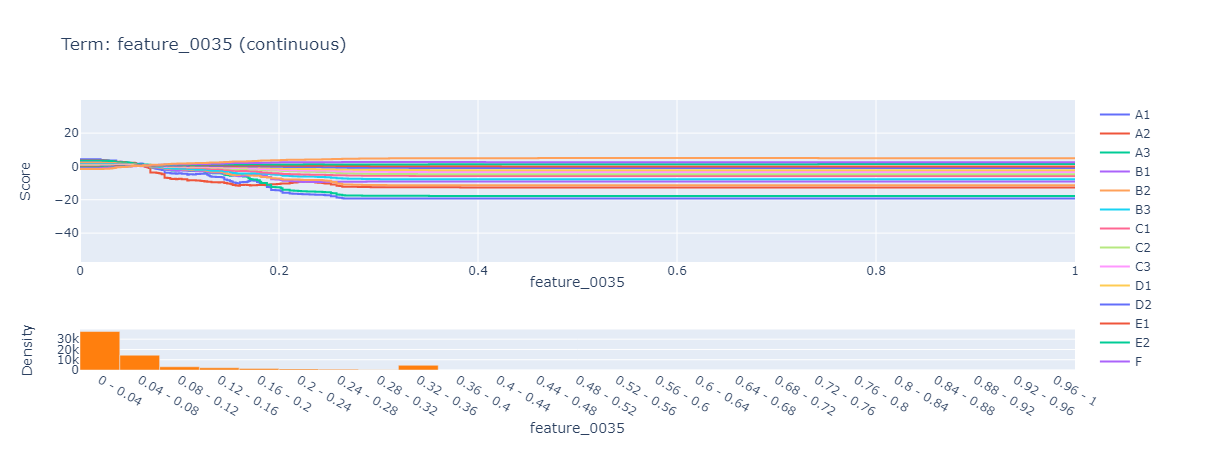 Term: feature_0035 (continuous)
Score
20
0
−20
−40
0
0.2
0.4
0.6
0.8
1
feature_0035
A1
A2
A3
B1
B2
B3
C1
C2
C3
D1
D2
E1
E2
F
Density
30k
20k
10k
0
0 - 0.04
0.04 - 0.08
0.08 - 0.12
0.12 - 0.16
0.16 - 0.2
0.2 - 0.24
0.24 - 0.28
0.28 - 0.32
0.32 - 0.36
0.36 - 0.4
0.4 - 0.44
0.44 - 0.48
0.48 - 0.52
0.52 - 0.56
0.56 - 0.6
0.6 - 0.64
0.64 - 0.68
0.68 - 0.72
0.72 - 0.76
0.76 - 0.8
0.8 - 0.84
0.84 - 0.88
0.88 - 0.92
0.92 - 0.96
0.96 - 1
feature_0035